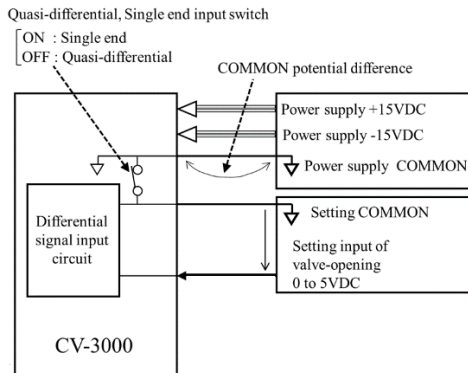 Quasi-differential, Single end input switch
ON : Single end
OFF : Quasi-differential
COMMON potential difference
Power supply +15VDC
Power supply -15VDC
Power supply COMMON
Setting COMMON
Differential
signal input
circuit
Setting input of
valve-opening
0 to 5VDC
CV-3000